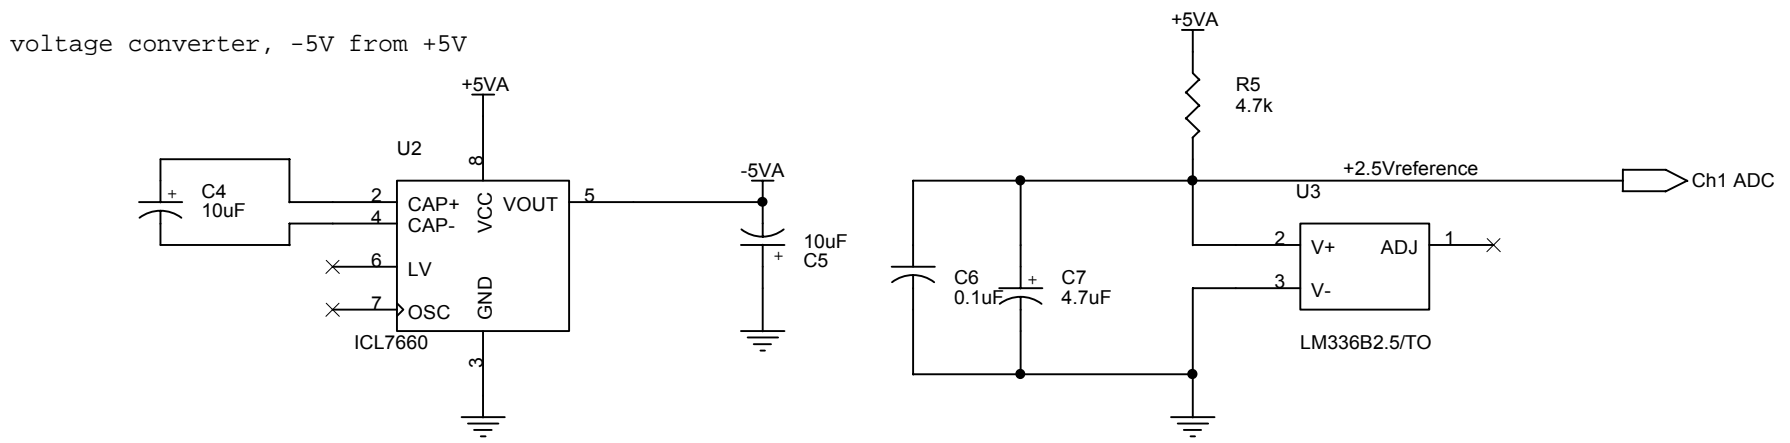 voltage converter, -5V from +5V
+5VA
U2
8
C4
10uF
+
2
4
6
7
CAP+
CAP-
LV
OSC
VCC
GND
VOUT
5
ICL7660
3
-5VA
10uF
C5
+
+5VA
R5
4.7k
+2.5Vreference
Ch1 ADC
U3
2
3
V+
V-
ADJ
1
LM336B2.5/TO
C6
0.1uF
+
C7
4.7uF